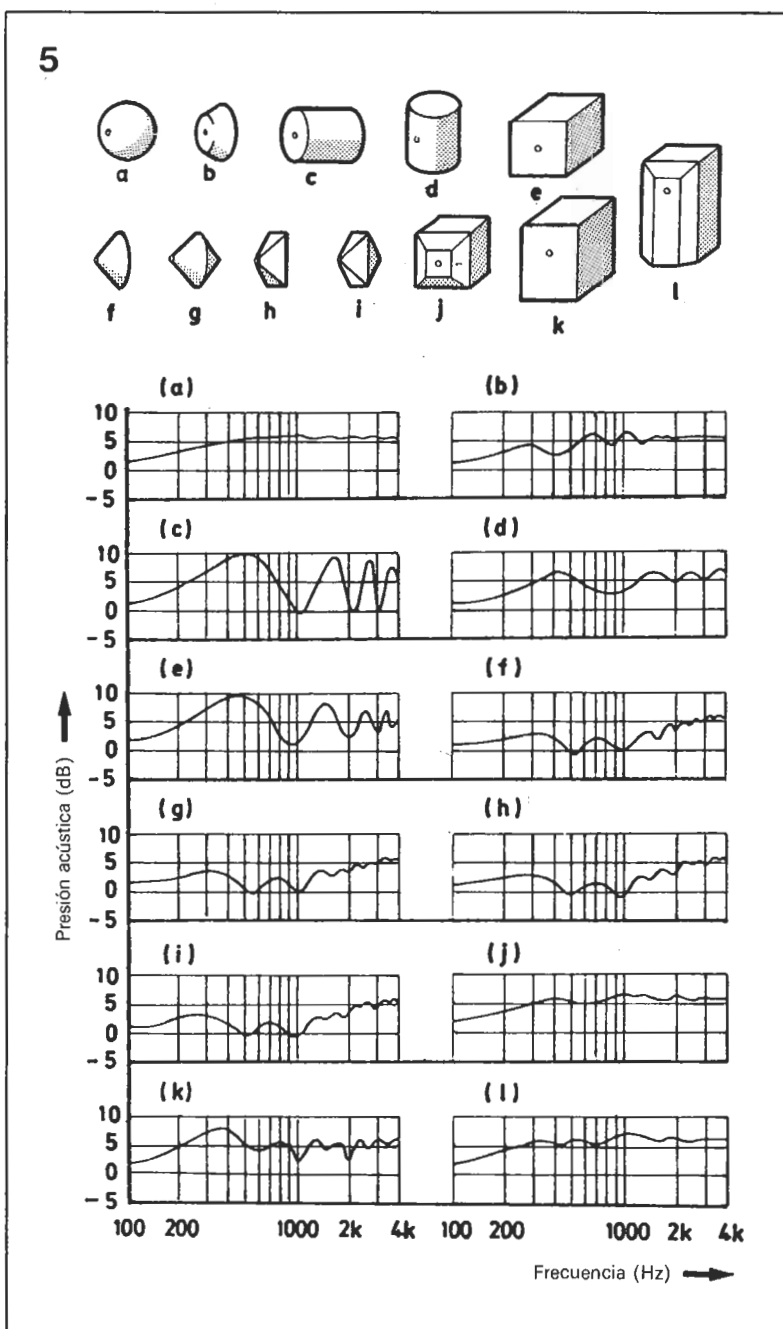 5
a b c d e
f g h i j k l
(a) (b)
10
5
0
-5
(c) (d)
10
5
0
-5
(e) (f)
10
5
0
-5
(g) (h)
10
5
0
-5
(i) (j)
10
5
0
-5
(k) (l)
10
5
0
-5
100 200 1000 2k 4k 100 200 1000 2k 4k
Presión acústica (dB)
Frecuencia (Hz)